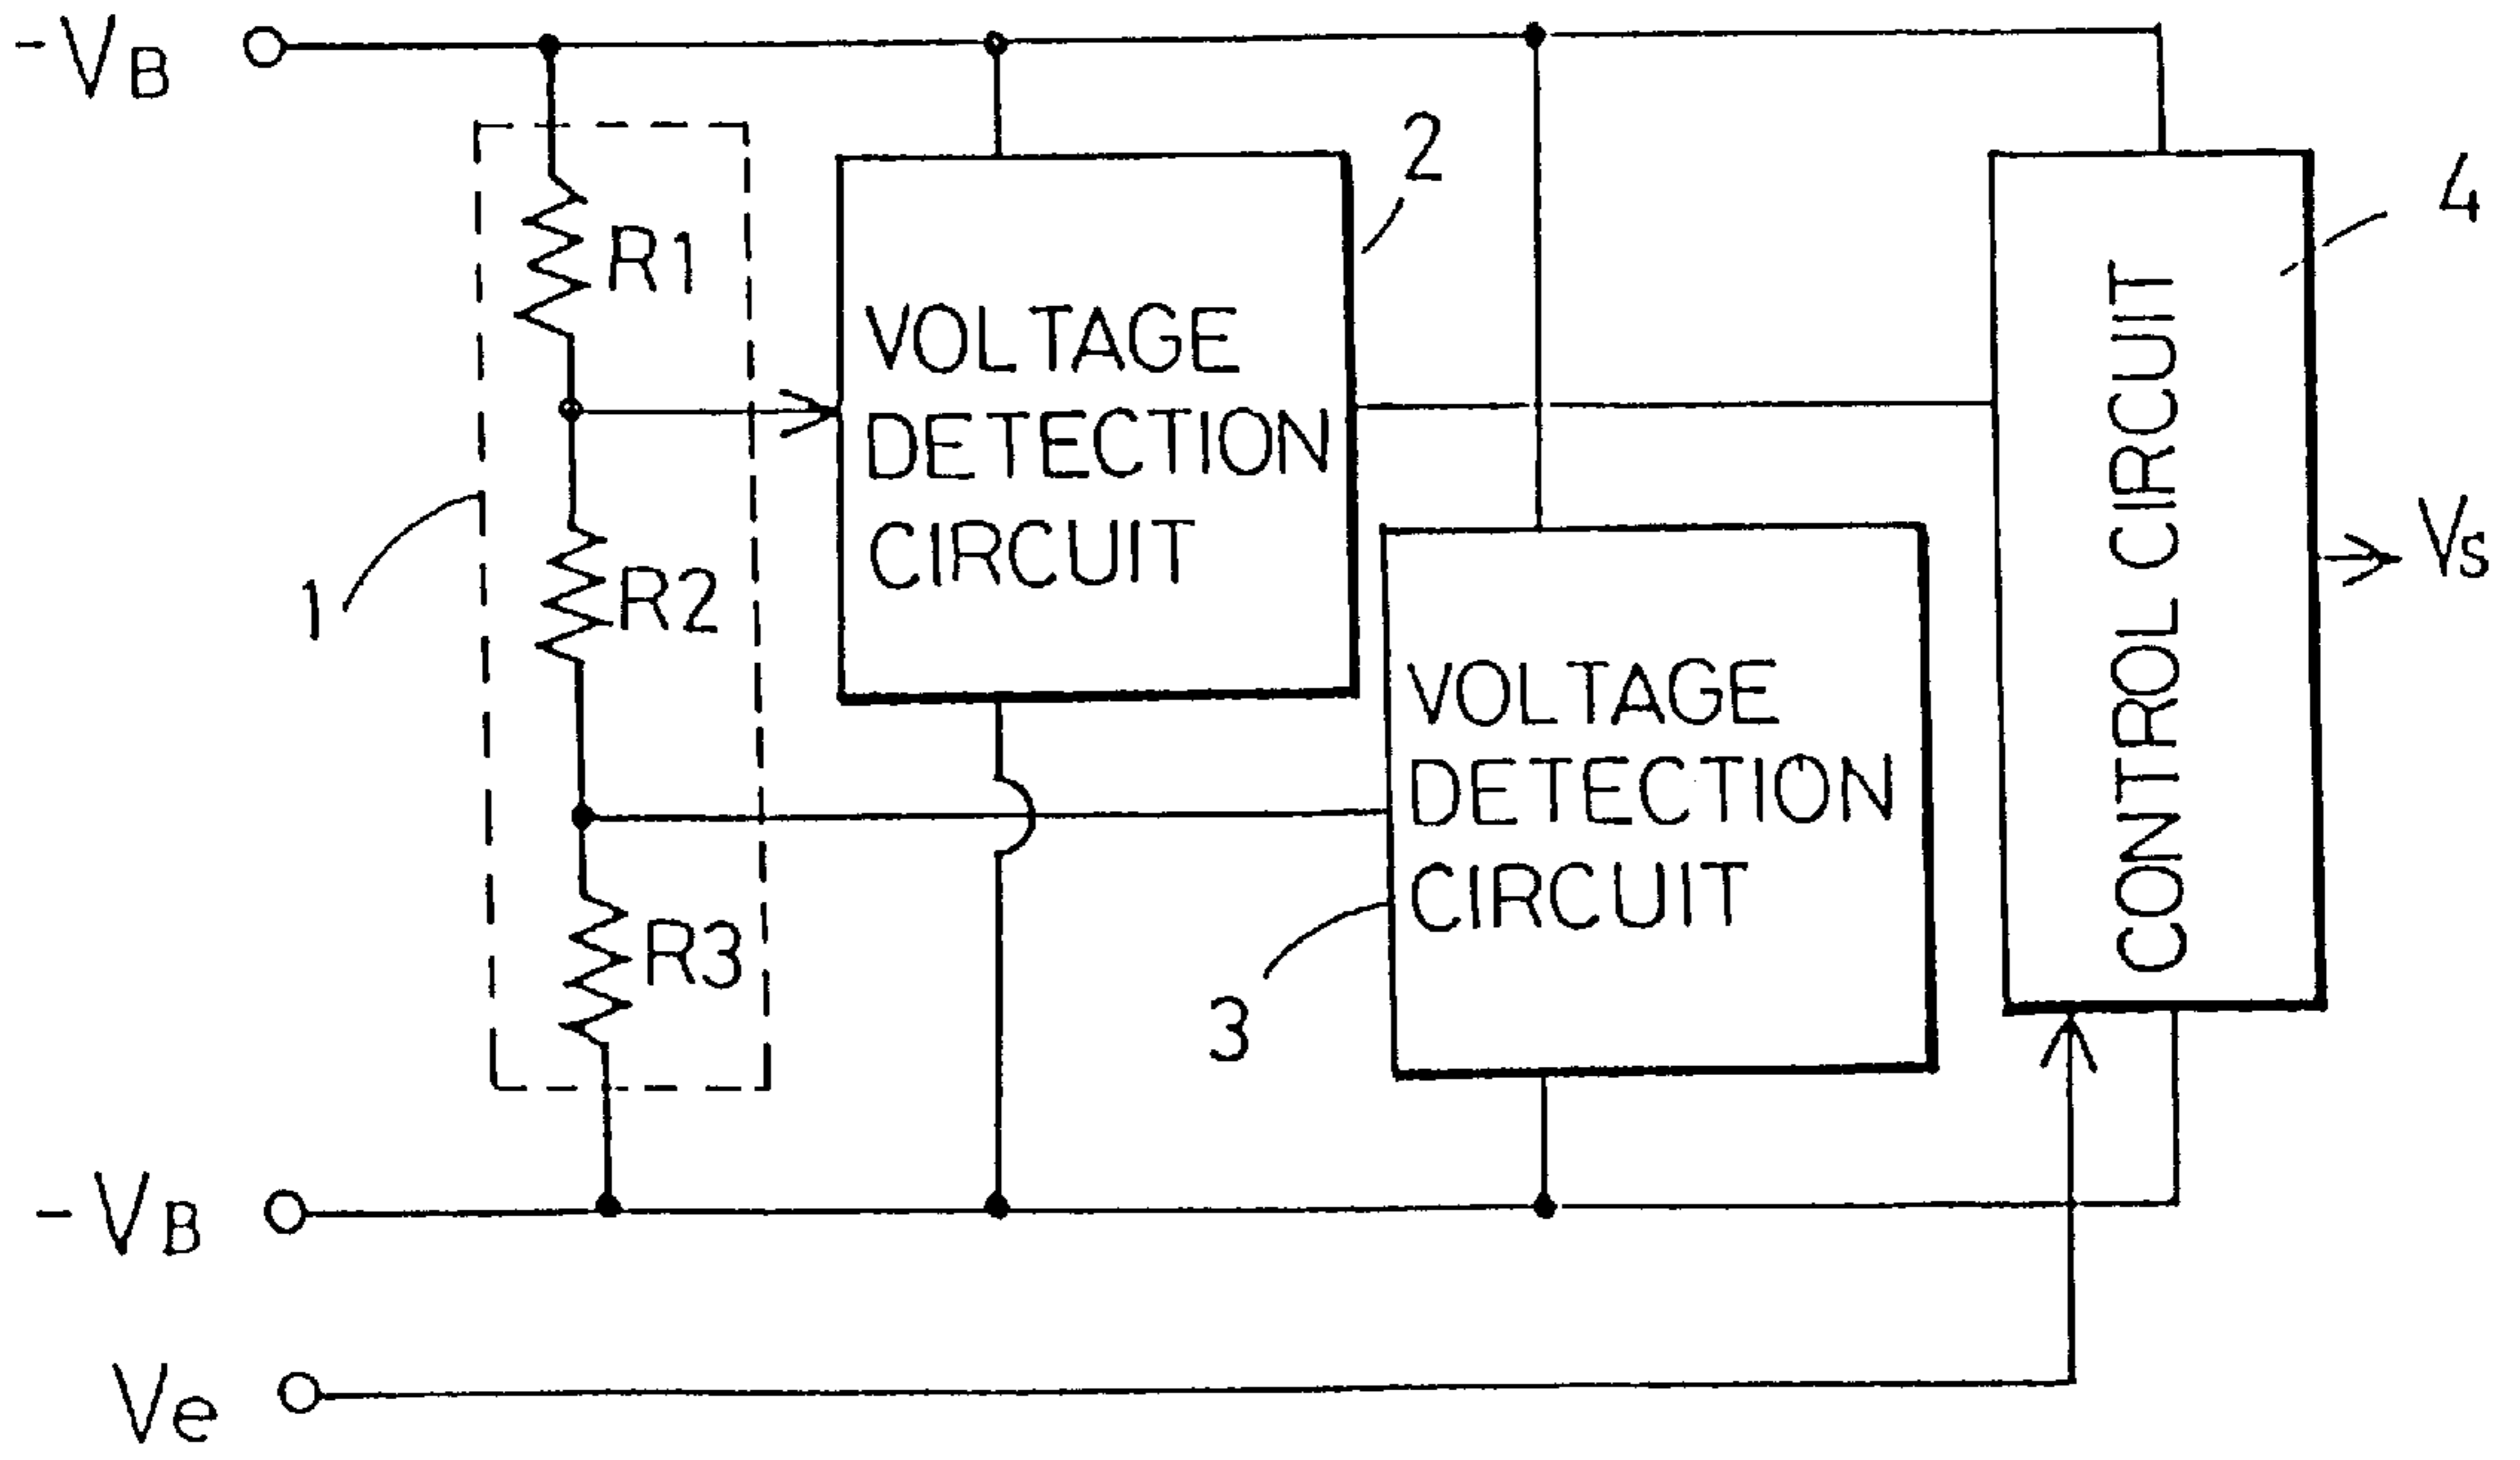 -VB
2
4
R1
VOLTAGE
DETECTION
CIRCUIT
CONTROL CIRCUIT
Vs
1
R2
VOLTAGE
DETECTION
CIRCUIT
R3
3
-VB
Ve